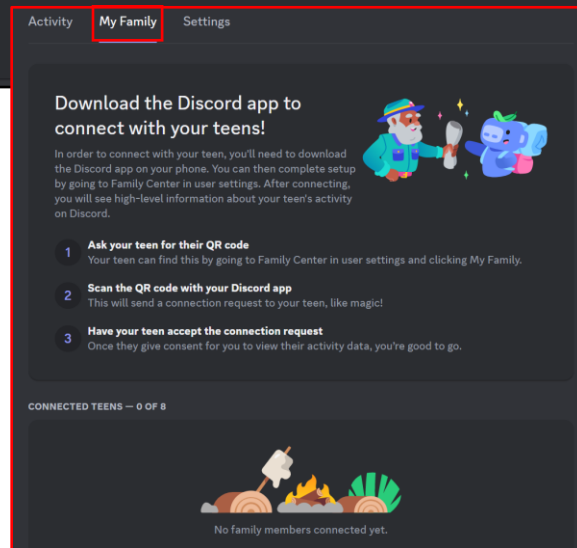 Activity My Family Settings
Download the Discord app to
connect with your teens!
In order to connect with your teen, you'll need to download
the Discord app on your phone. You can then complete setup
by going to Family Center in user settings. After connecting,
you will see high-level information about your teen's activity
on Discord.
1 Ask your teen for their QR code
Your teen can find this by going to Family Center in user settings and clicking My Family.
2 Scan the QR code with your Discord app
This will send a connection request to your teen, like magic!
3 Have your teen accept the connection request
Once they give consent for you to view their activity data, you're good to go.
CONNECTED TEENS — 0 OF 8
No family members connected yet.